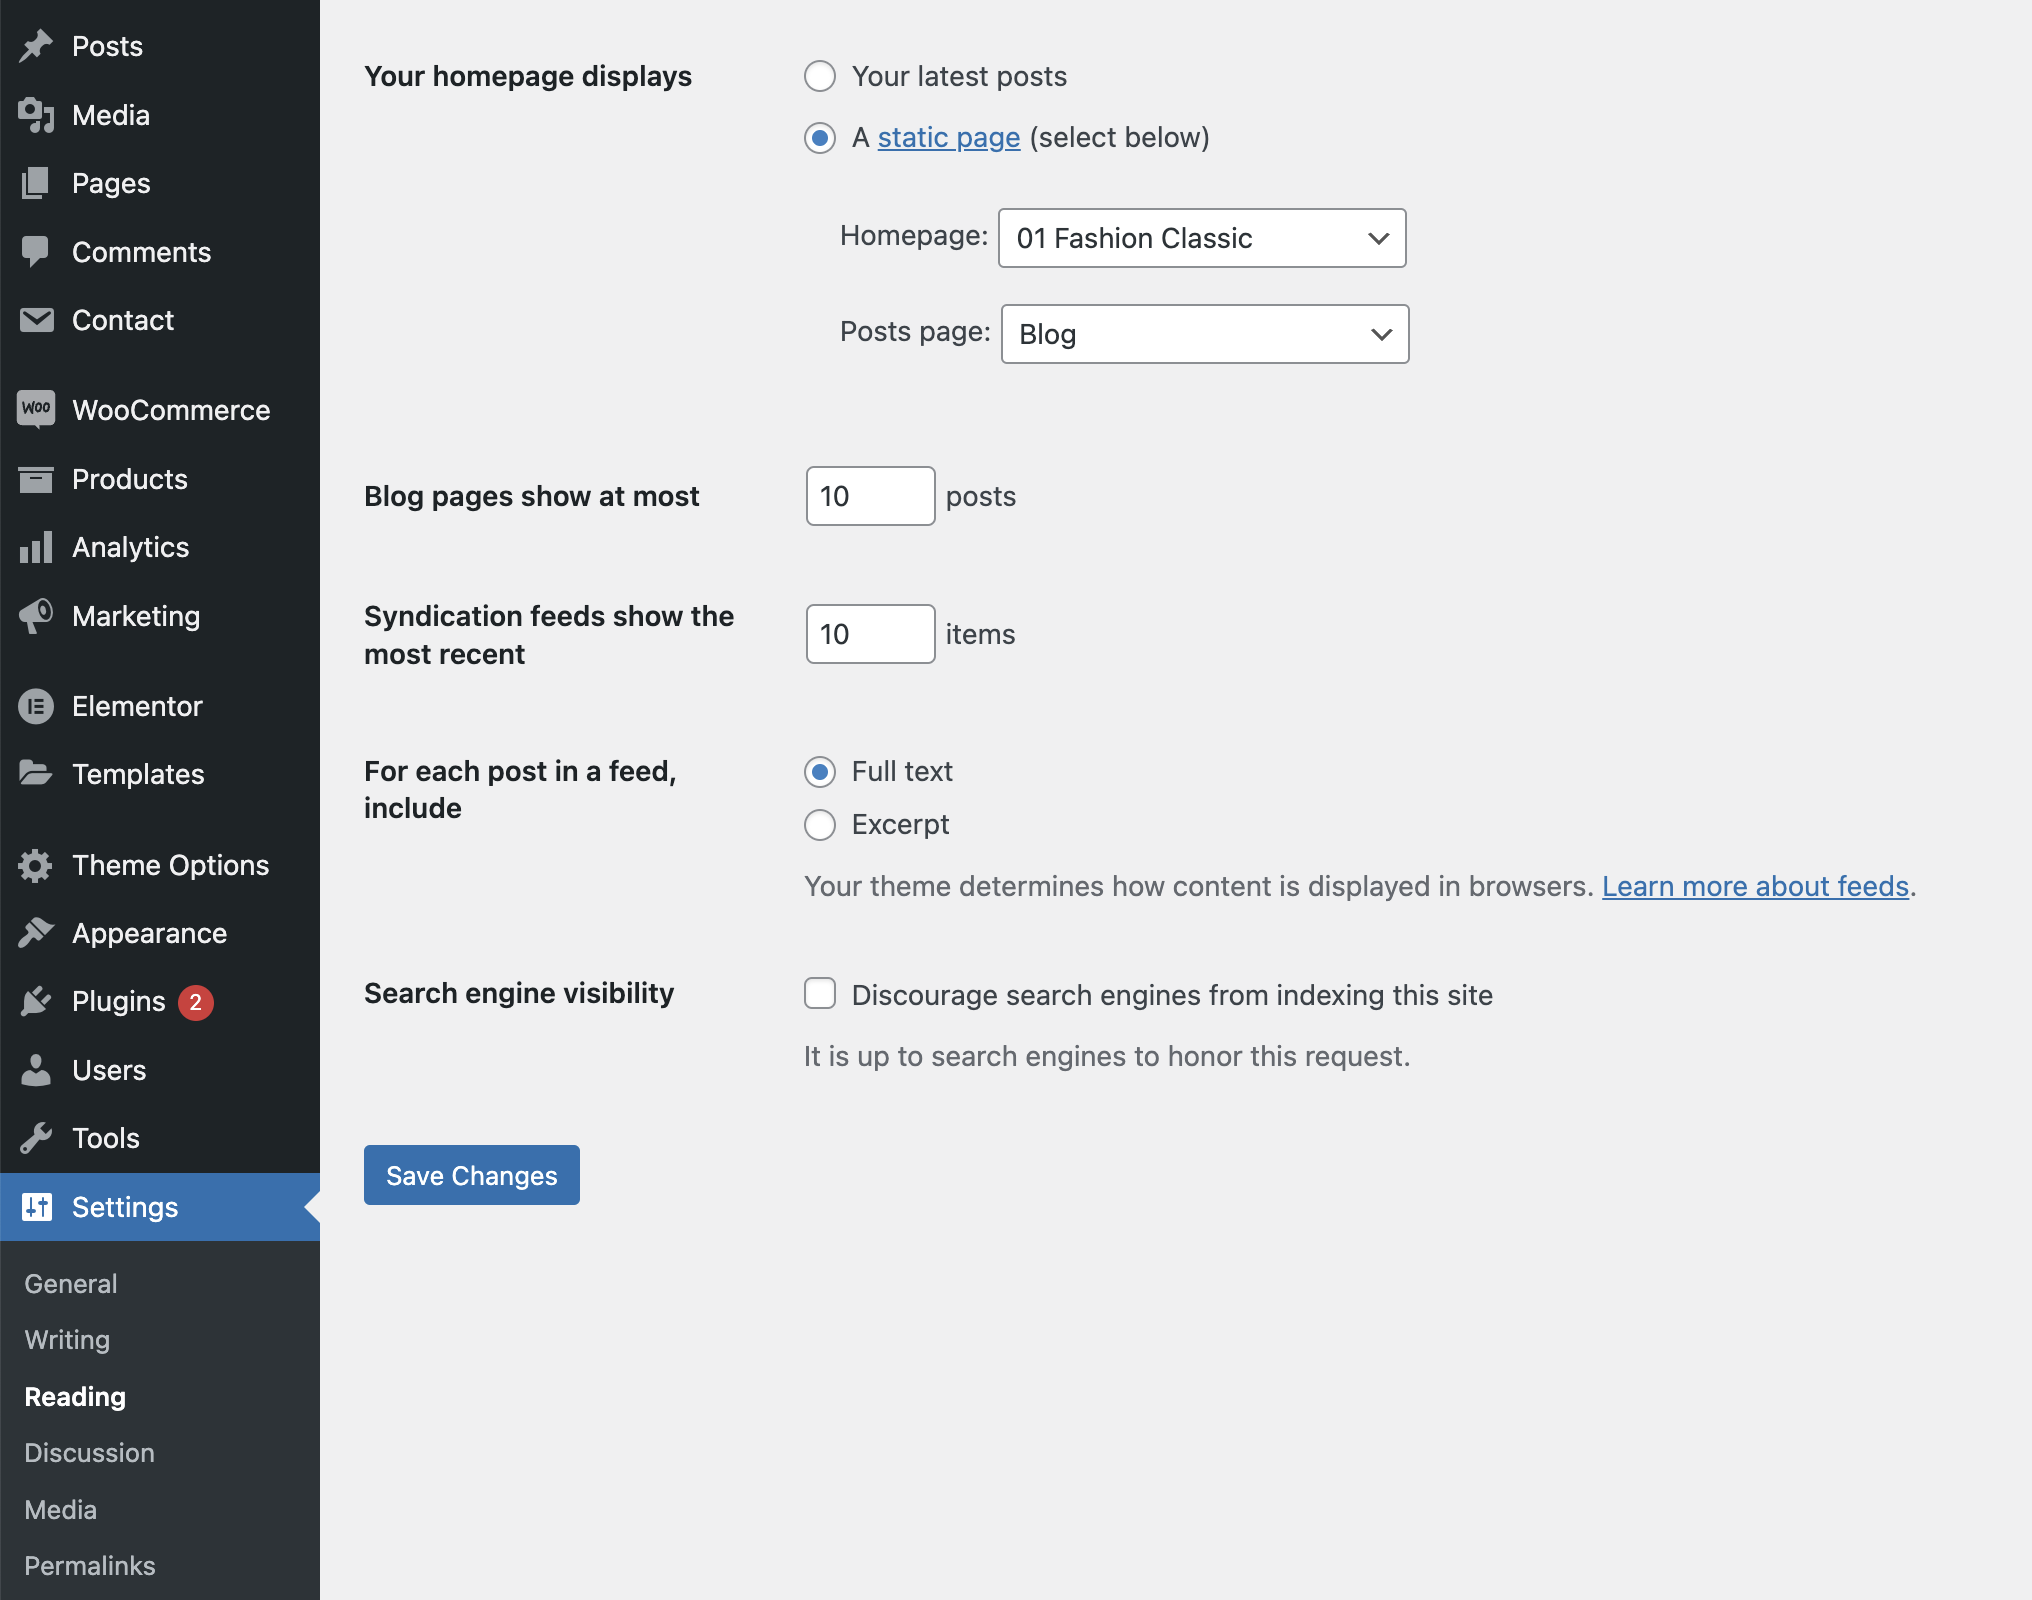 Posts
Media
Pages
Comments
Contact
Woo WooCommerce
Products
Analytics
Marketing
Elementor
Templates
Theme Options
Appearance
Plugins 2
Users
Tools
Settings
General
Writing
Reading
Discussion
Media
Permalinks
Your homepage displays
Your latest posts
A static page (select below)
Homepage: 01 Fashion Classic
Posts page: Blog
Blog pages show at most 10 posts
Syndication feeds show the
most recent
10 items
For each post in a feed,
include
Full text
Excerpt
Your theme determines how content is displayed in browsers. Learn more about feeds.
Search engine visibility
Discourage search engines from indexing this site
It is up to search engines to honor this request.
Save Changes